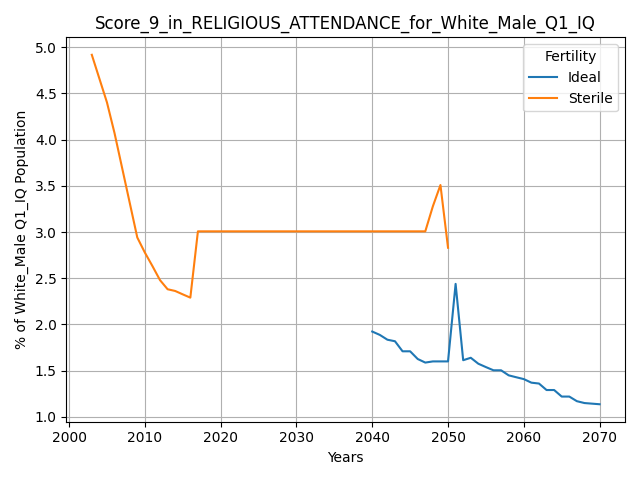 Score_9_in_RELIGIOUS_ATTENDANCE_for_White_Male_Q1_IQ
% of White_Male Q1_IQ Population
5.0
4.5
4.0
3.5
3.0
2.5
2.0
1.5
1.0
Fertility
Ideal
Sterile
2000 2010 2020 2030 2040 2050 2060 2070
Years